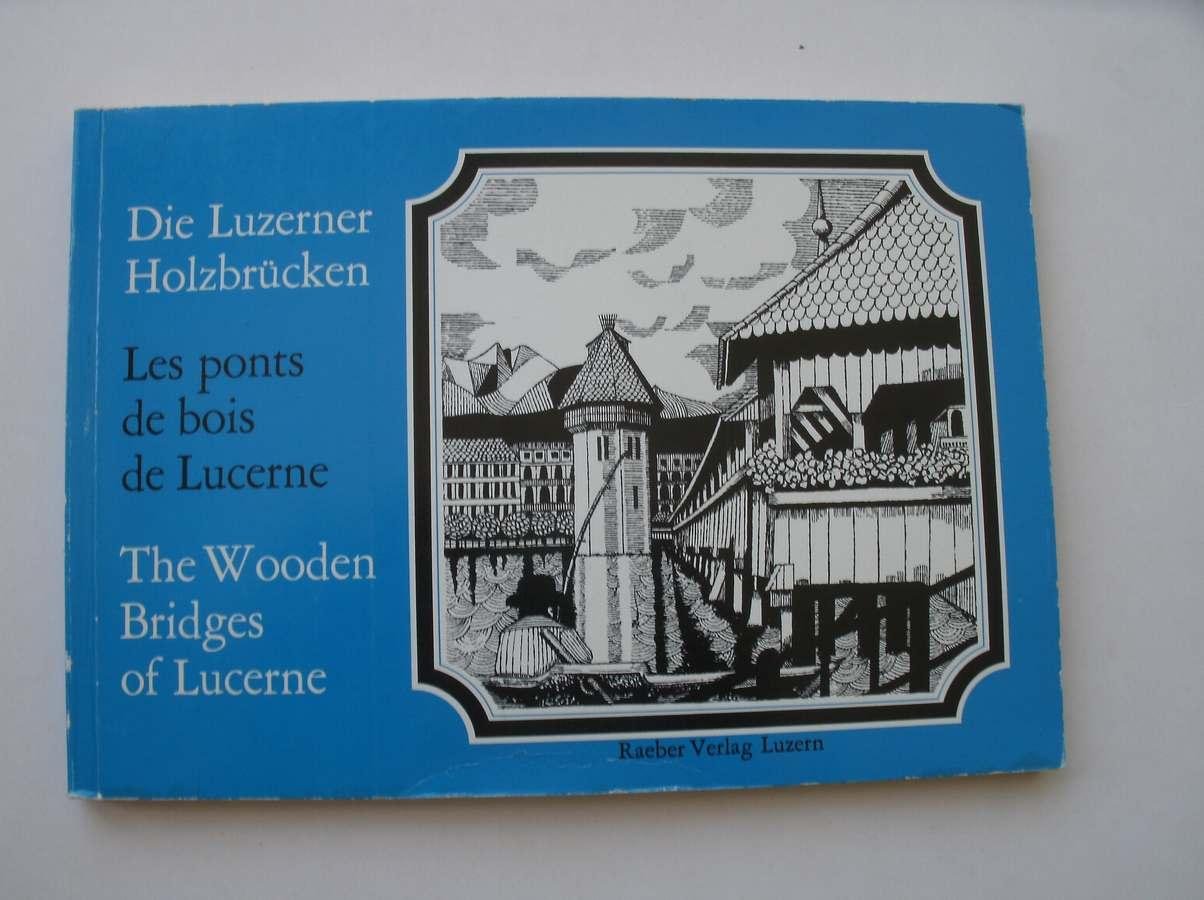 Die Luzerner
Holzbrücken
Les ponts
de bois
de Lucerne
The Wooden
Bridges
of Lucerne
Raeber Verlag Luzern